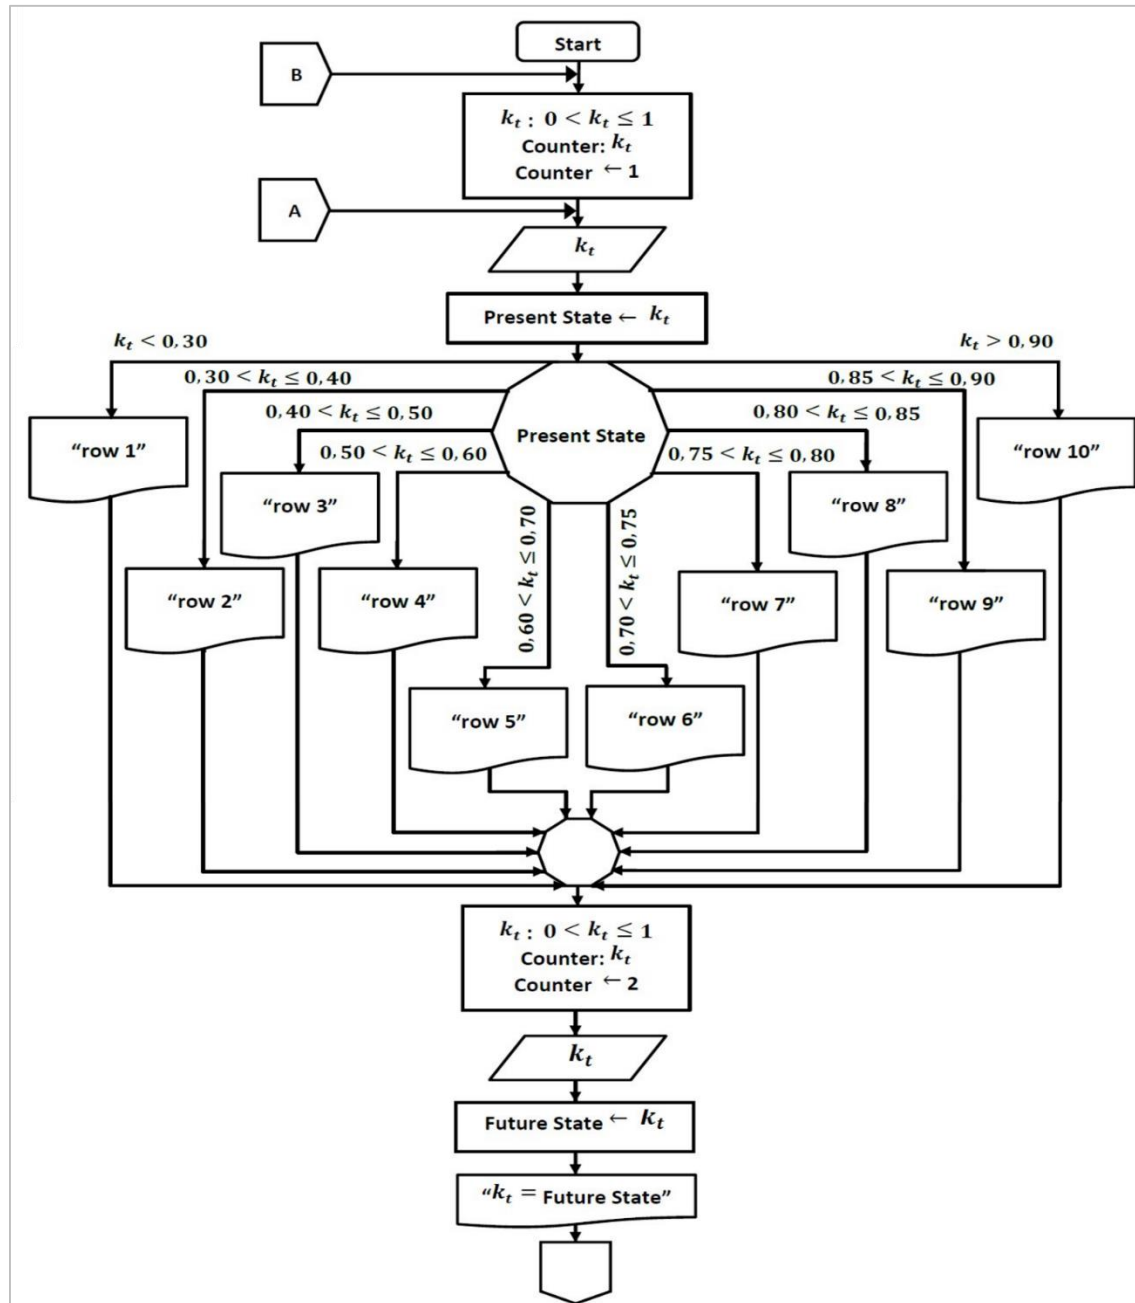 Start
B
k_t : 0 < k_t ≤ 1
Counter: k_t
Counter ← 1
A
k_t
Present State ← k_t
k_t < 0,30
k_t > 0,90
0,30 < k_t ≤ 0,40
0,85 < k_t ≤ 0,90
0,40 < k_t ≤ 0,50
0,80 < k_t ≤ 0,85
Present State
0,50 < k_t ≤ 0,60
0,75 < k_t ≤ 0,80
"row 1"
"row 10"
"row 3"
"row 8"
0,60 < k_t ≤ 0,70
0,70 < k_t ≤ 0,75
"row 2"
"row 4"
"row 7"
"row 9"
"row 5"
"row 6"
k_t : 0 < k_t ≤ 1
Counter: k_t
Counter ← 2
k_t
Future State ← k_t
"k_t = Future State"